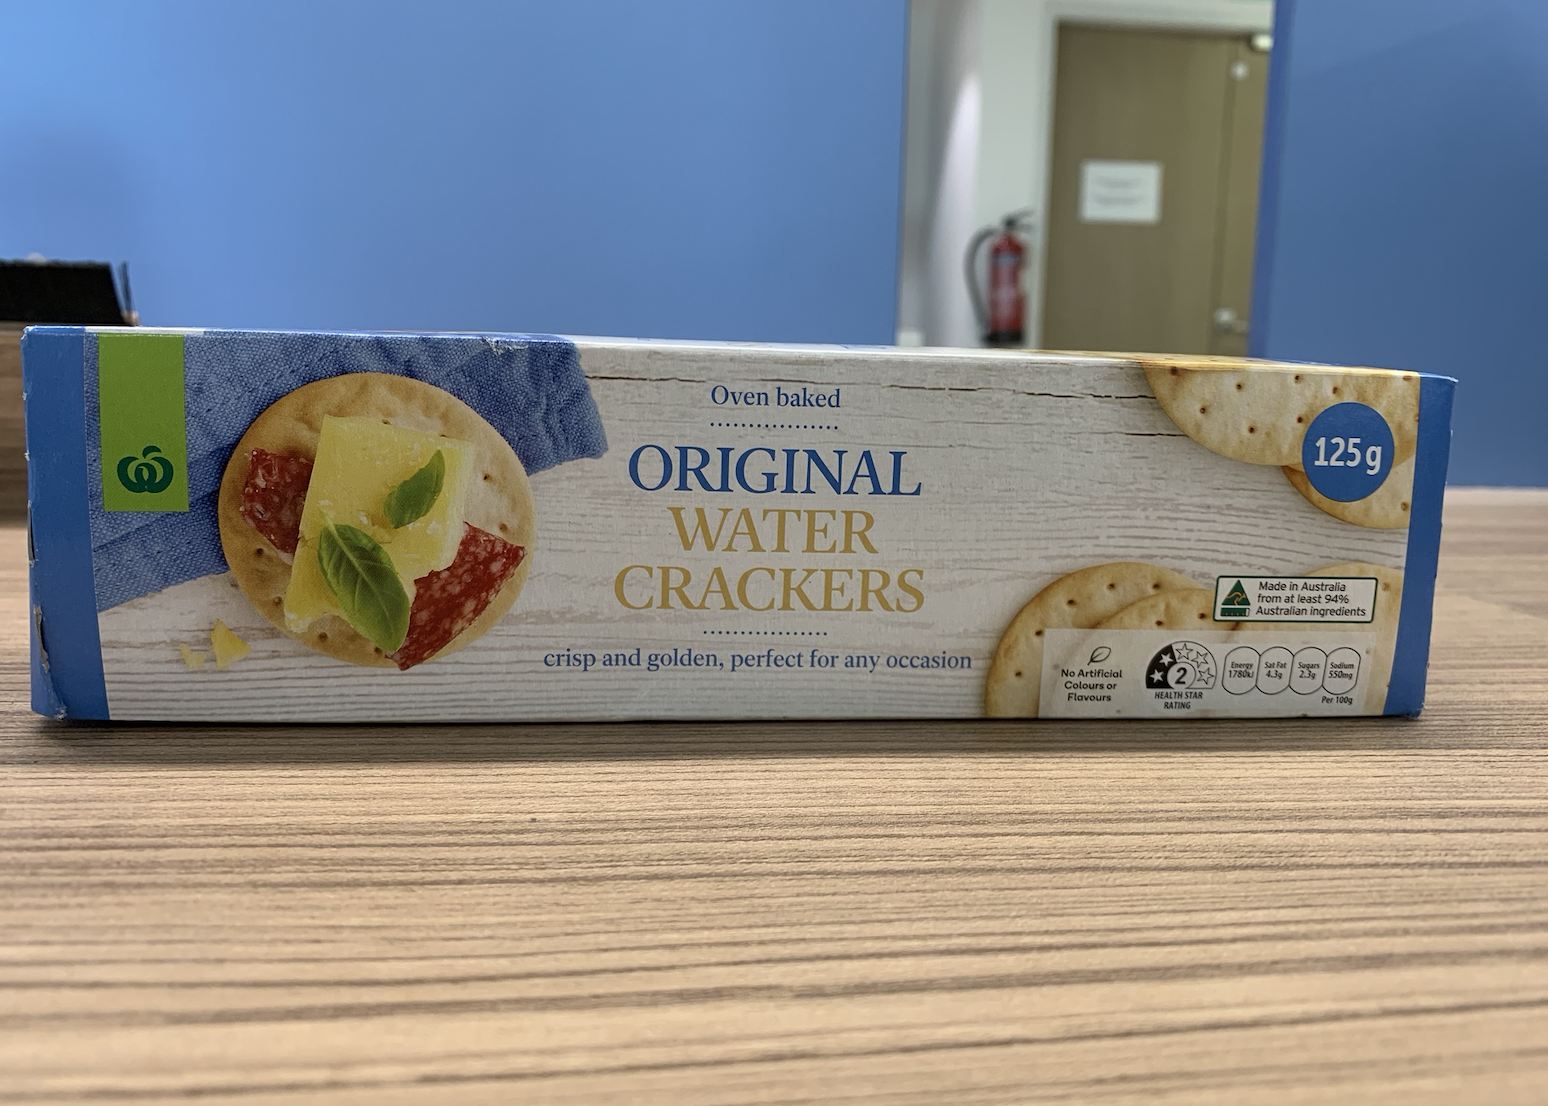 Oven baked
ORIGINAL
WATER
CRACKERS
crisp and golden, perfect for any occasion
125g
Made in Australia
from at least 94%
Australian ingredients
No Artificial
Colours or
Flavours
2
HEALTH STAR
RATING
Energy
1780kJ
Sat Fat
4.3g
Sugars
2.3g
Sodium
550mg
Per 100g